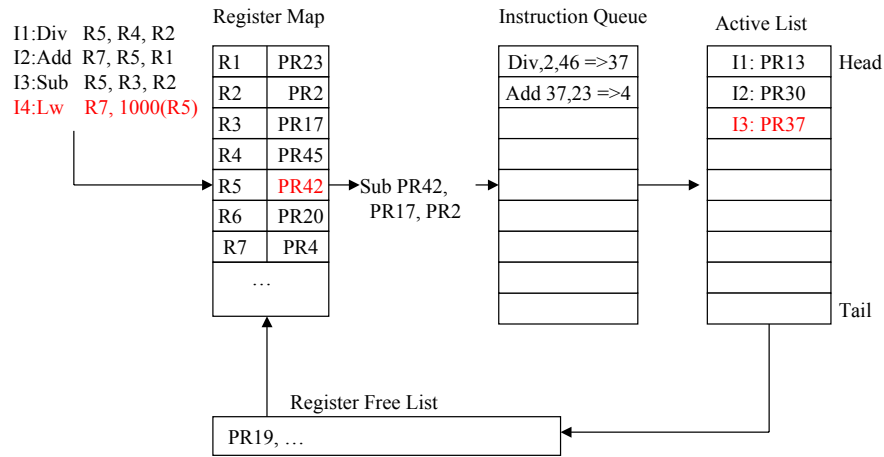 Register Map
Instruction Queue
Active List
I1:Div R5, R4, R2
I2:Add R7, R5, R1
I3:Sub R5, R3, R2
I4:Lw R7, 1000(R5)
R1 PR23
R2 PR2
R3 PR17
R4 PR45
R5 PR42
R6 PR20
R7 PR4
…
Sub PR42,
PR17, PR2
Div,2,46 =>37
Add 37,23 =>4
I1: PR13
I2: PR30
I3: PR37
Head
Tail
Register Free List
PR19, …